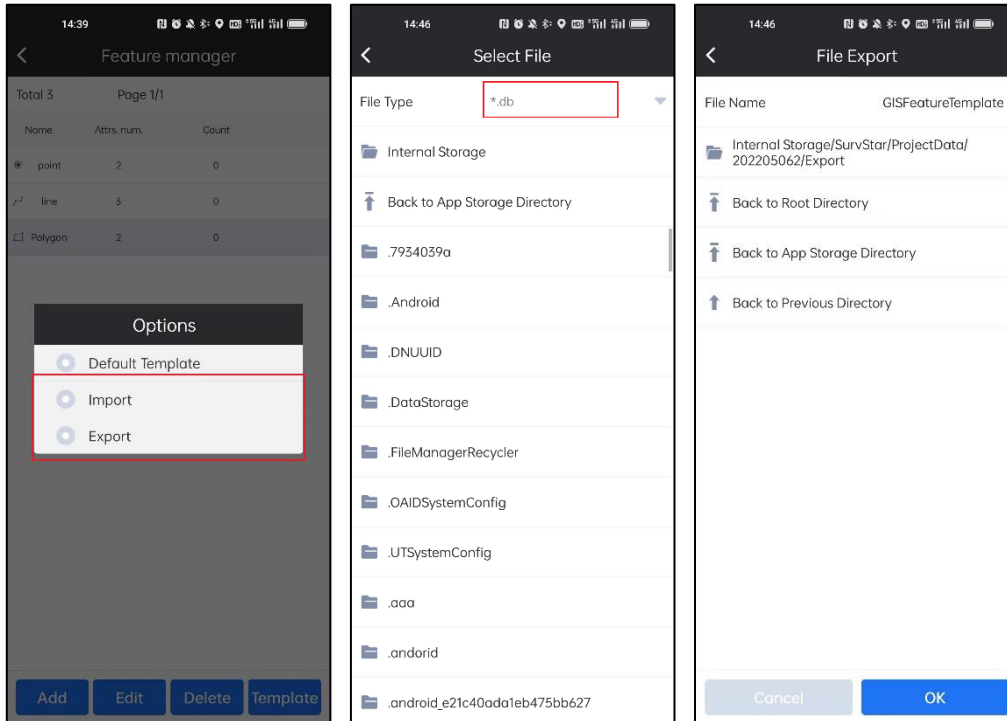 14:39
Feature manager
Total 3 Page 1/1
Name Attrs. num. Count
point 2 0
line 3 0
Polygon 2 0
Options
Default Template
Import
Export
Add Edit Delete Template
14:46
Select File
File Type *.db
Internal Storage
Back to App Storage Directory
.7934039a
.Android
.DNUUID
.DataStorage
.FileManagerRecycler
.OAIDSystemConfig
.UTSystemConfig
.aaa
.andorid
.android_e21c40ada1eb475bb627
14:46
File Export
File Name GISFeatureTemplate
Internal Storage/SurvStar/ProjectData/
202205062/Export
Back to Root Directory
Back to App Storage Directory
Back to Previous Directory
Cancel OK